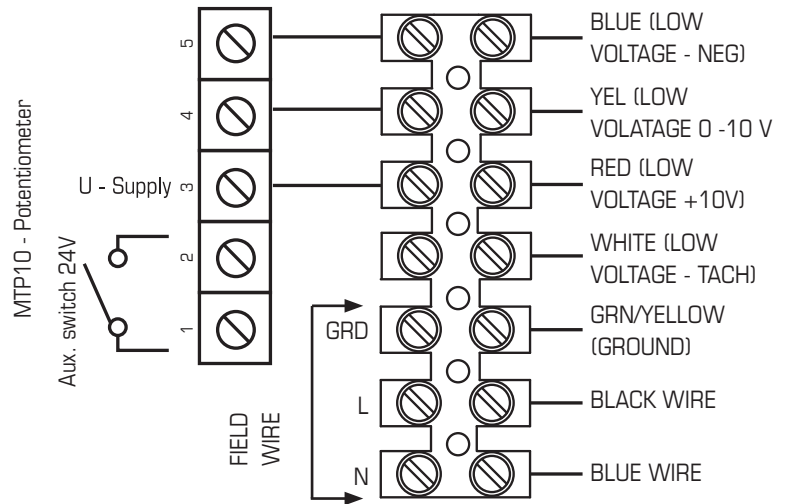 MTP10 - Potentiometer
Aux. switch 24V
U - Supply
5
4
3
2
1
FIELD
WIRE
GRD
L
N
BLUE (LOW
VOLTAGE - NEG)
YEL (LOW
VOLATAGE 0 -10 V
RED (LOW
VOLTAGE +10V)
WHITE (LOW
VOLTAGE - TACH)
GRN/YELLOW
(GROUND)
BLACK WIRE
BLUE WIRE